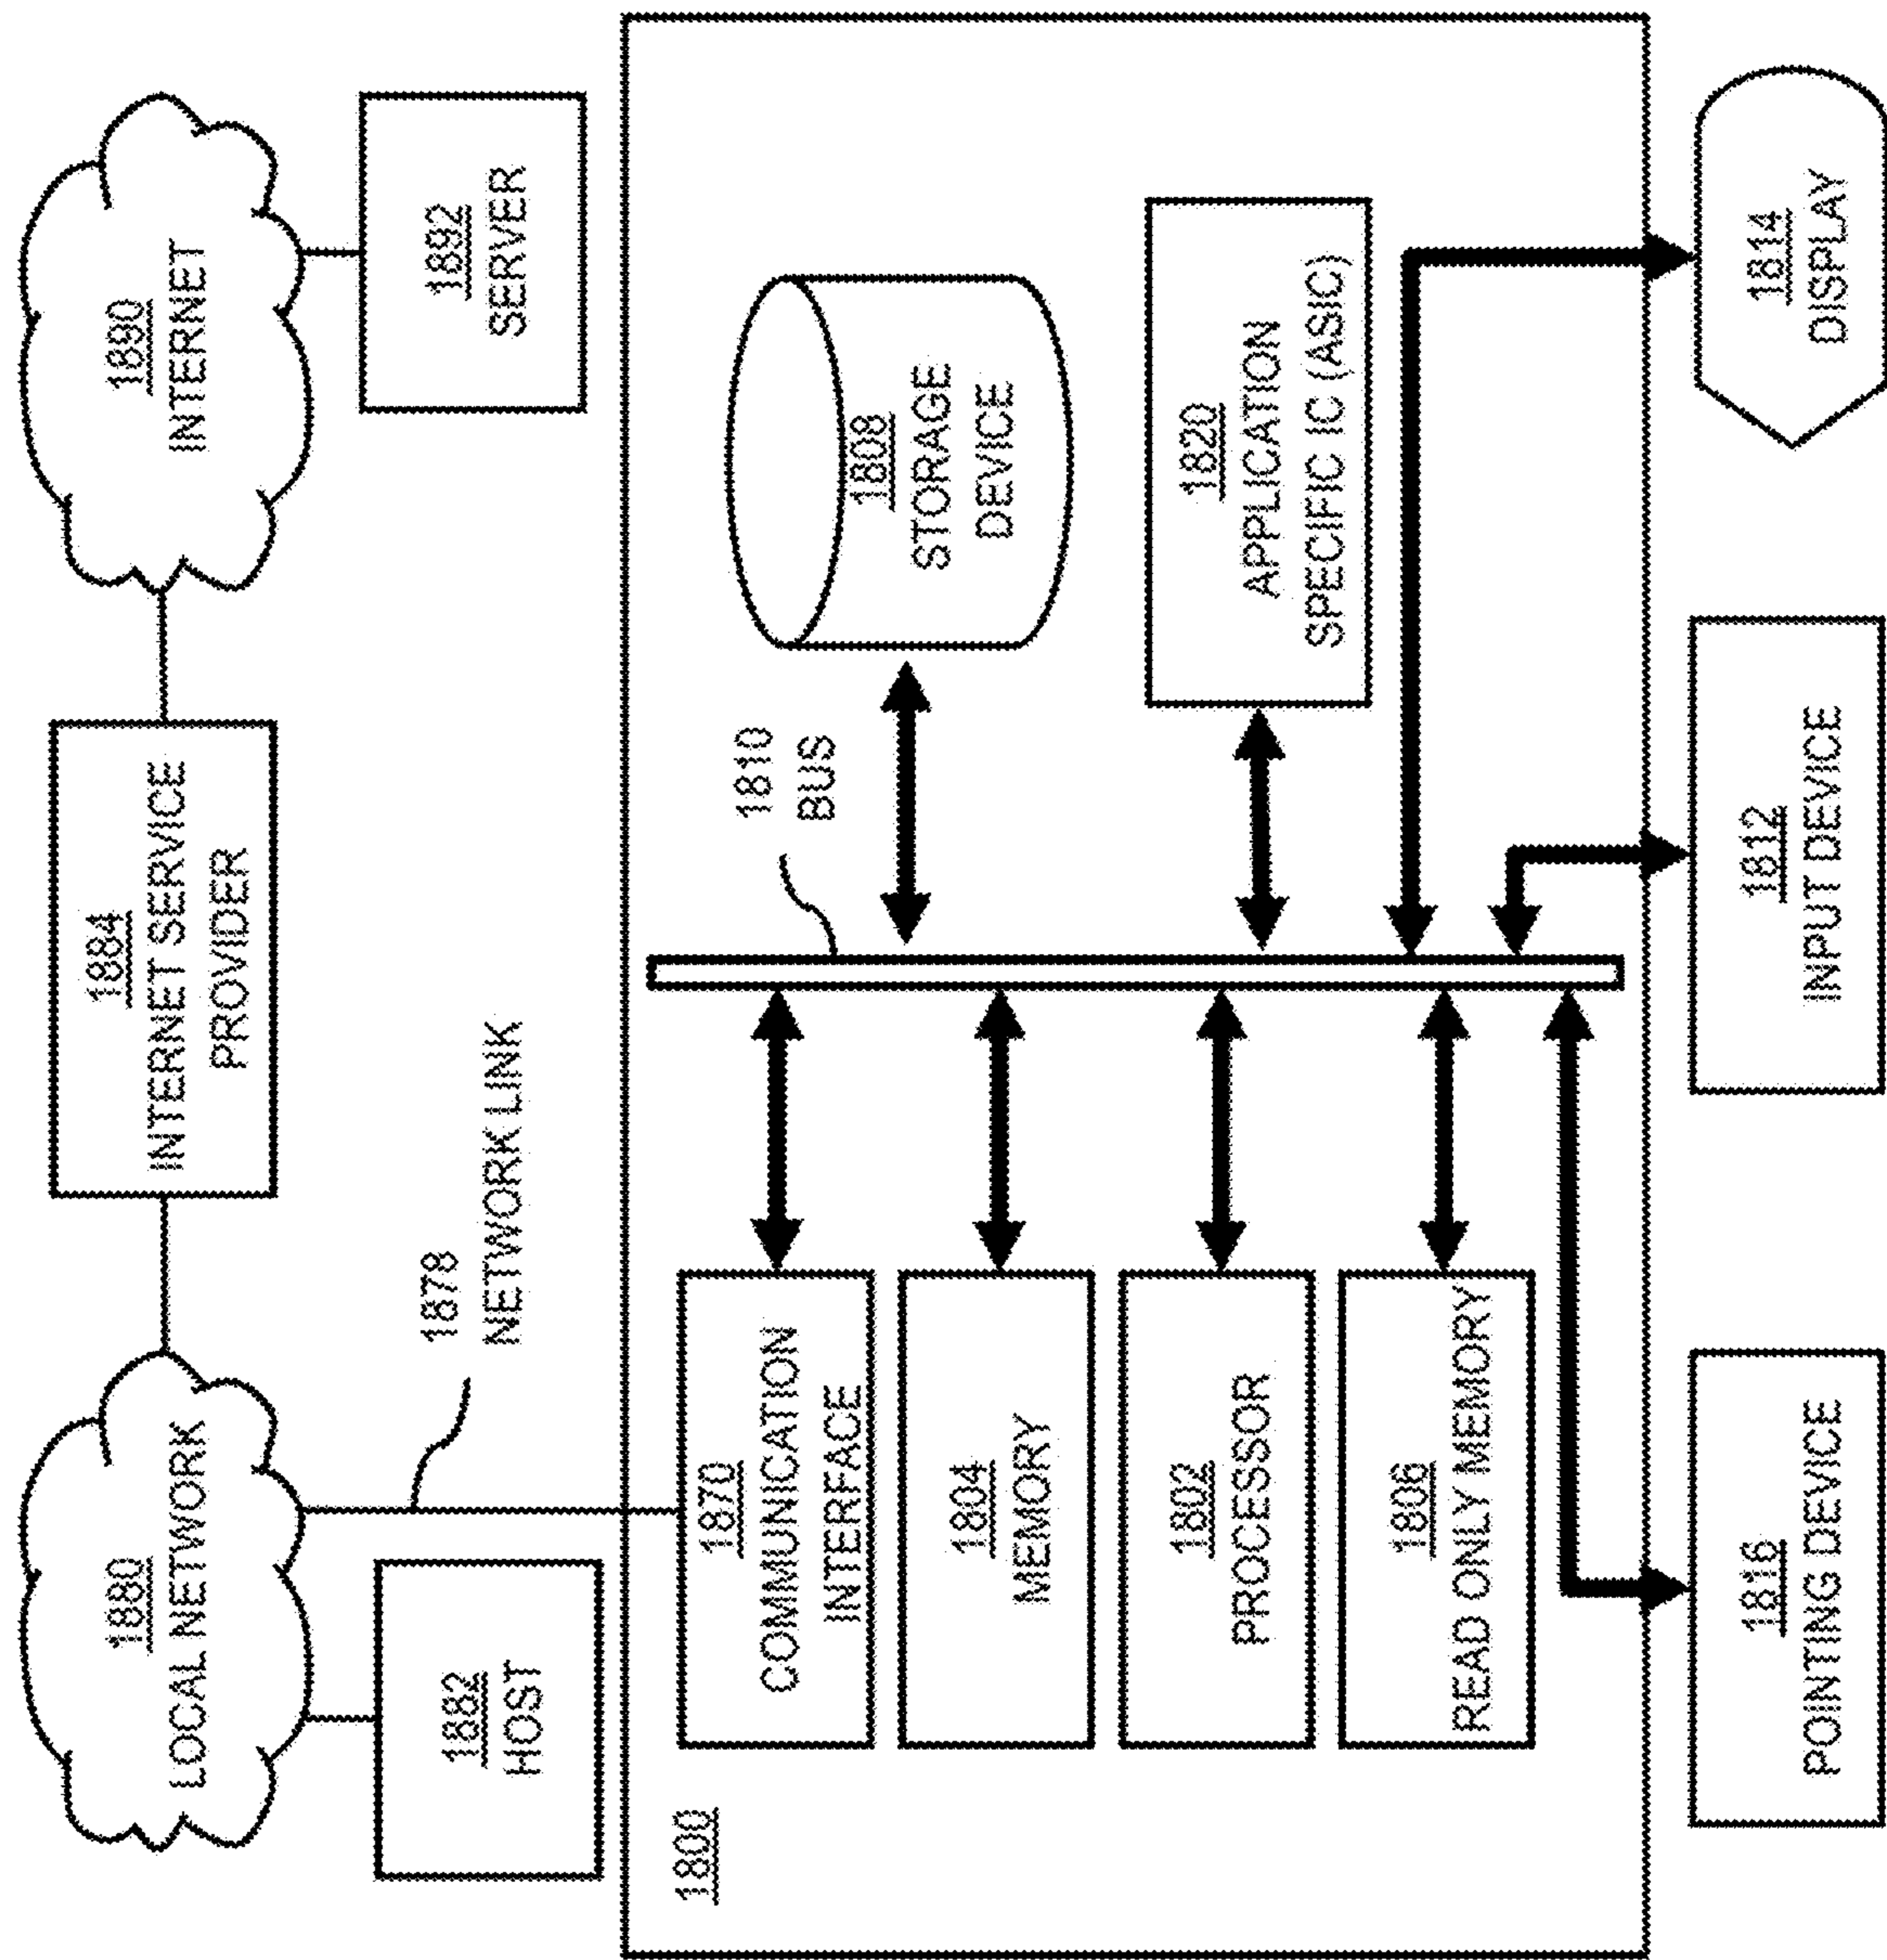 1880
LOCAL NETWORK
1884
INTERNET SERVICE
PROVIDER
1890
INTERNET
1882
HOST
1878
NETWORK LINK
1892
SERVER
1800
1870
COMMUNICATION
INTERFACE
1810
BUS
1808
STORAGE
DEVICE
1804
MEMORY
1802
PROCESSOR
1820
APPLICATION
SPECIFIC IC (ASIC)
1806
READ ONLY MEMORY
1816
POINTING DEVICE
1812
INPUT DEVICE
1814
DISPLAY